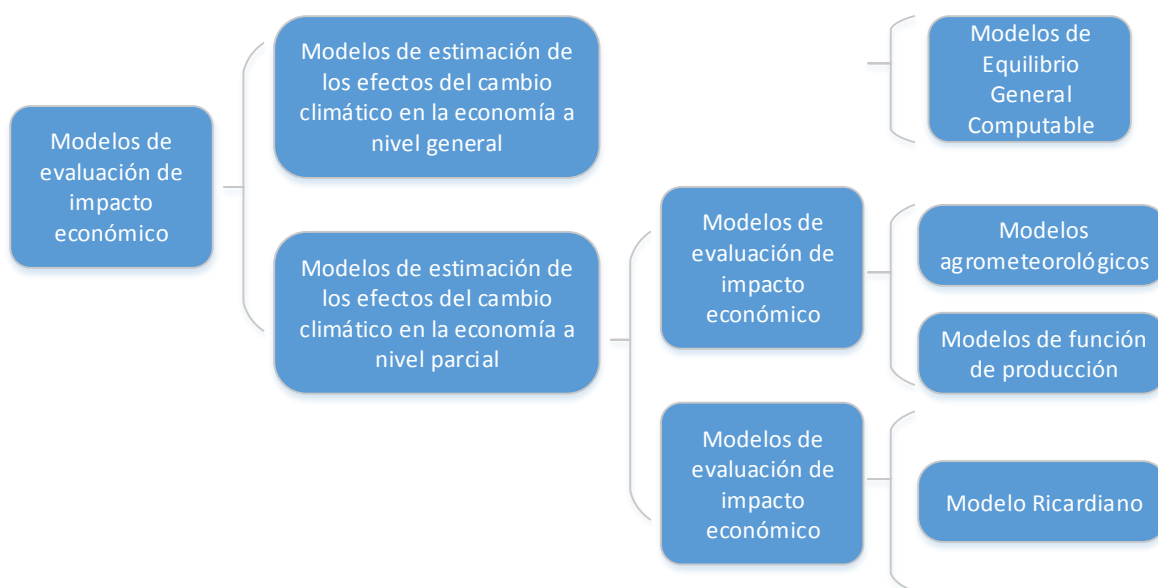 Modelos de
evaluación de
impacto
económico
Modelos de estimación de
los efectos del cambio
climático en la economía a
nivel general
Modelos de
Equilibrio
General
Computable
Modelos de estimación de
los efectos del cambio
climático en la economía a
nivel parcial
Modelos de
evaluación de
impacto
económico
Modelos
agrometeorológicos
Modelos de función
de producción
Modelos de
evaluación de
impacto
económico
Modelo Ricardiano